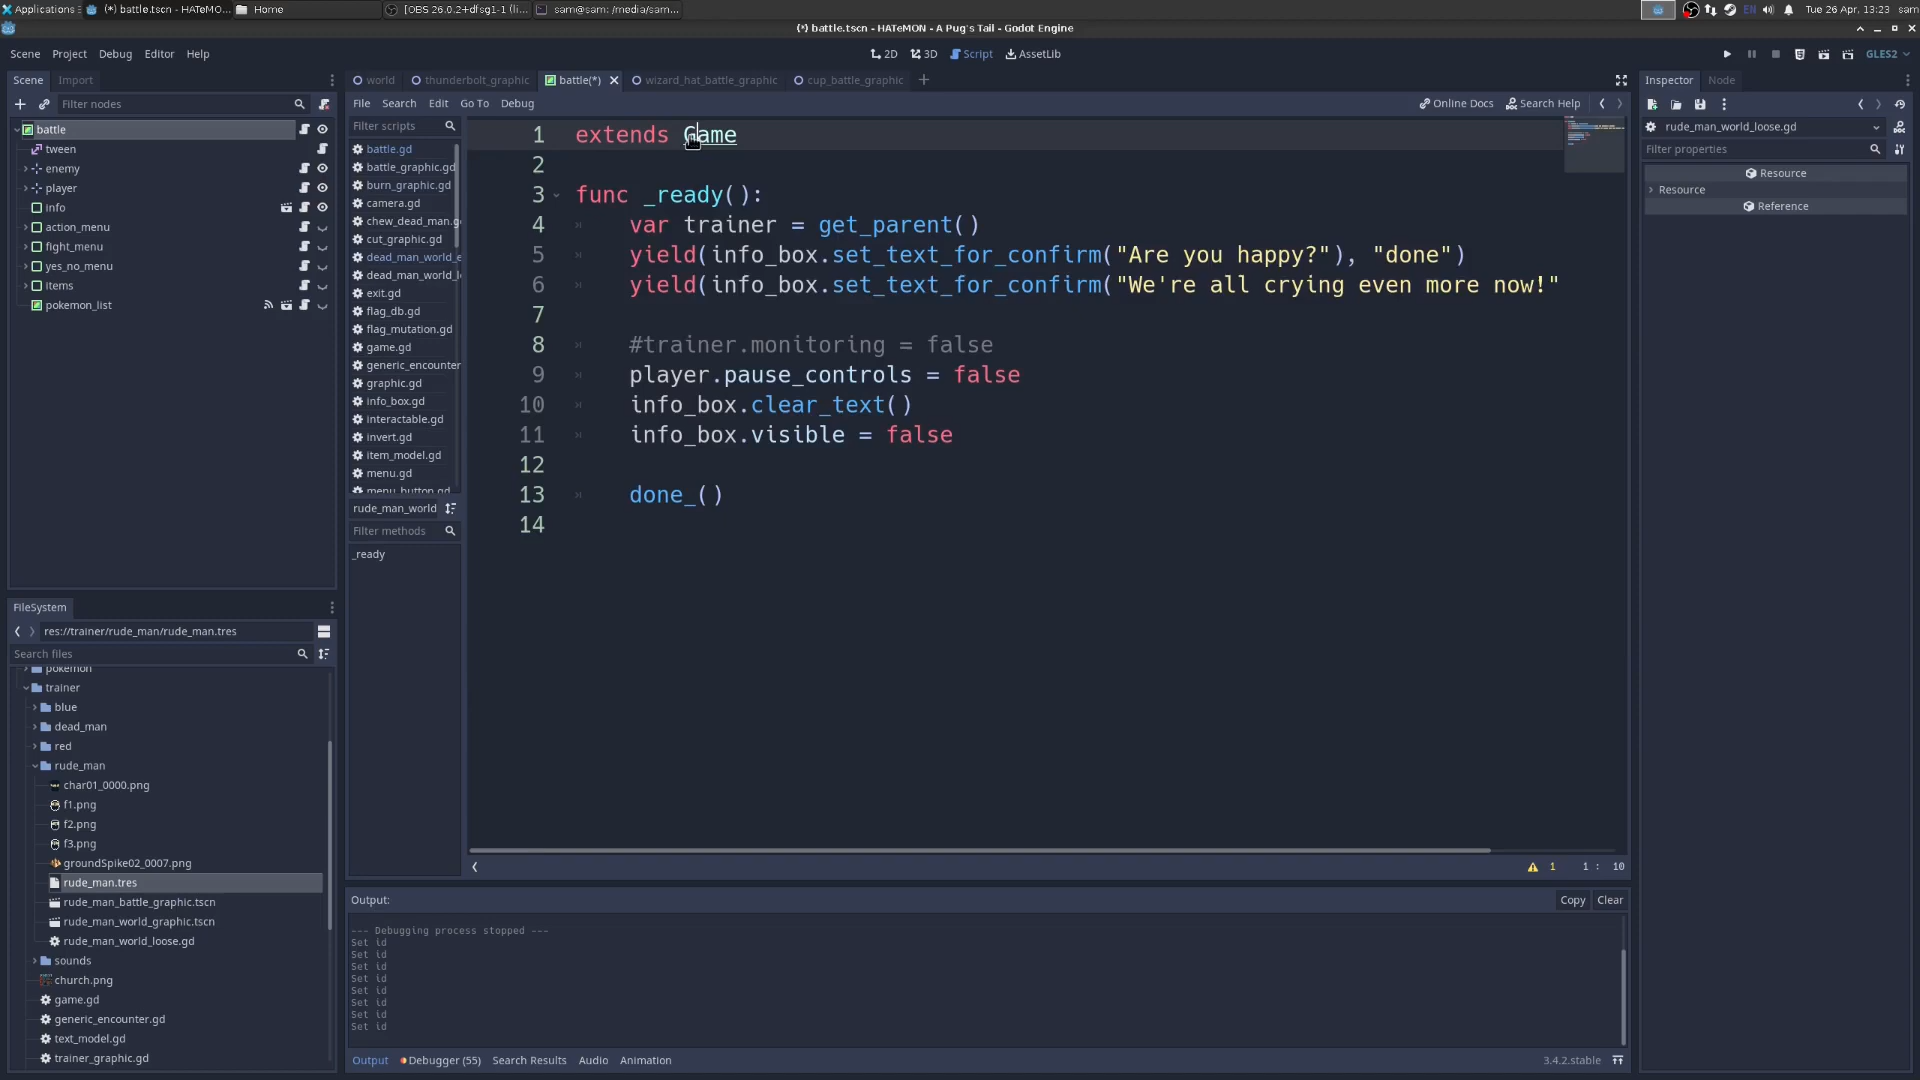 Applications
(*) battle.tscn - HATeMO...
Home
[OBS 26.0.2+dfsg1-1 (li...
sam@sam: /media/sam...
EN
Tue 26 Apr, 13:23
sam
(*) battle.tscn - HATeMON - A Pug's Tail - Godot Engine
Scene Project Debug Editor Help
2D 3D Script AssetLib
GLES2
Scene Import
Filter nodes
battle
tween
enemy
player
info
action_menu
fight_menu
yes_no_menu
items
pokemon_list
FileSystem
res://trainer/rude_man/rude_man.tres
Search files
pokemon
trainer
blue
dead_man
red
rude_man
char01_0000.png
f1.png
f2.png
f3.png
groundSpike02_0007.png
rude_man.tres
rude_man_battle_graphic.tscn
rude_man_world_graphic.tscn
rude_man_world_loose.gd
sounds
church.png
game.gd
generic_encounter.gd
text_model.gd
trainer_graphic.gd
world thunderbolt_graphic battle(*) wizard_hat_battle_graphic cup_battle_graphic
File Search Edit Go To Debug
Online Docs Search Help
Filter scripts
battle.gd
battle_graphic.gd
burn_graphic.gd
camera.gd
chew_dead_man.g
cut_graphic.gd
dead_man_world_e
dead_man_world_l
exit.gd
flag_db.gd
flag_mutation.gd
game.gd
generic_encounter
graphic.gd
info_box.gd
interactable.gd
invert.gd
item_model.gd
menu.gd
menu_button.gd
rude_man_world
Filter methods
_ready
1 extends Game
2
3 func _ready():
4 var trainer = get_parent()
5 yield(info_box.set_text_for_confirm("Are you happy?"), "done")
6 yield(info_box.set_text_for_confirm("We're all crying even more now!"
7
8 #trainer.monitoring = false
9 player.pause_controls = false
10 info_box.clear_text()
11 info_box.visible = false
12
13 done_()
14
1 1 : 10
Output:
Copy Clear
--- Debugging process stopped ---
Set id
Set id
Set id
Set id
Set id
Set id
Set id
Set id
Output Debugger (55) Search Results Audio Animation
3.4.2.stable
Inspector Node
rude_man_world_loose.gd
Filter properties
Resource
Resource
Reference